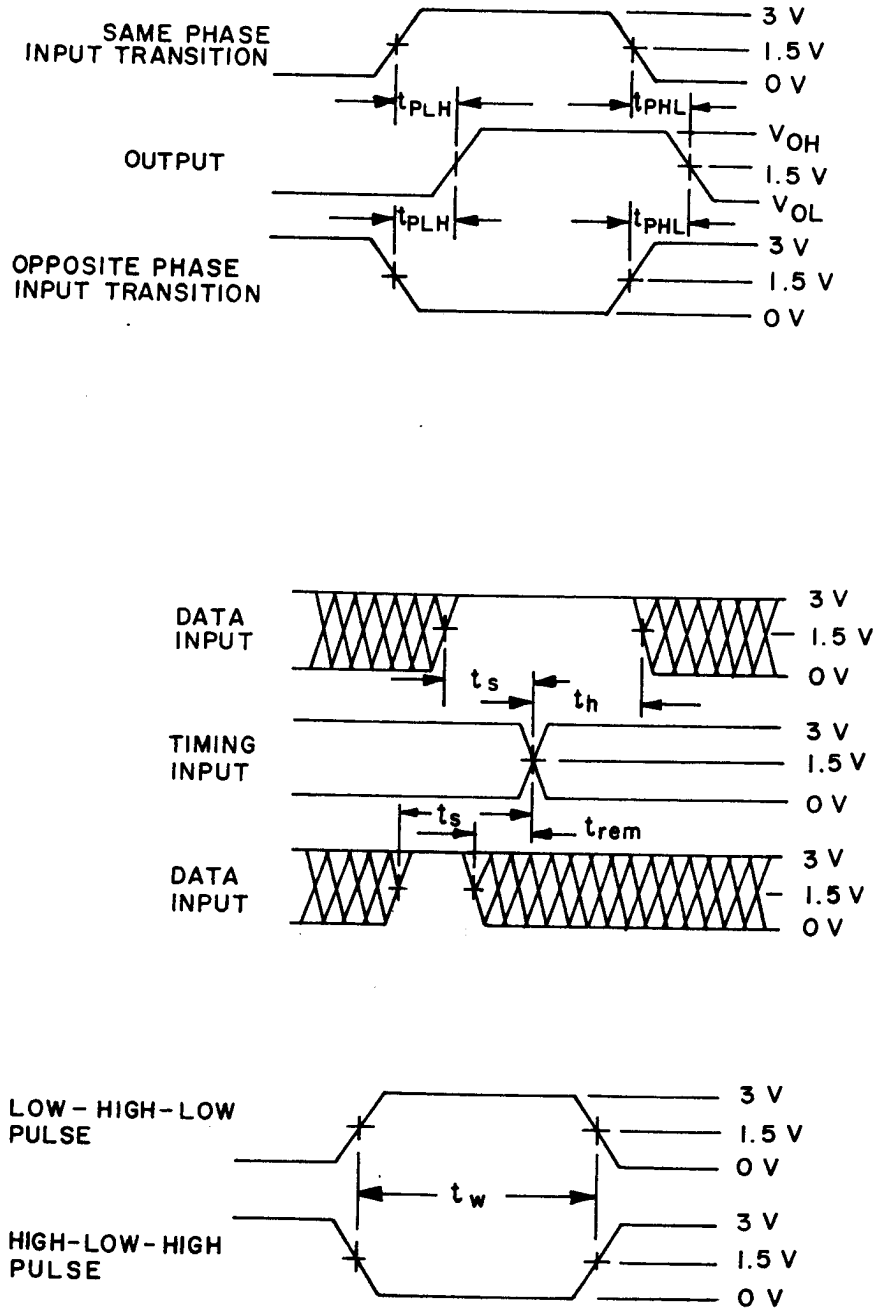 SAME PHASE
INPUT TRANSITION
3 V
1.5 V
0 V
tPLH
tPHL
OUTPUT
VOH
1.5 V
VOL
tPLH
tPHL
OPPOSITE PHASE
INPUT TRANSITION
3 V
1.5 V
0 V
DATA
INPUT
3 V
1.5 V
0 V
ts
th
TIMING
INPUT
3 V
1.5 V
0 V
ts
trem
DATA
INPUT
3 V
1.5 V
0 V
LOW-HIGH-LOW
PULSE
3 V
1.5 V
0 V
tw
HIGH-LOW-HIGH
PULSE
3 V
1.5 V
0 V